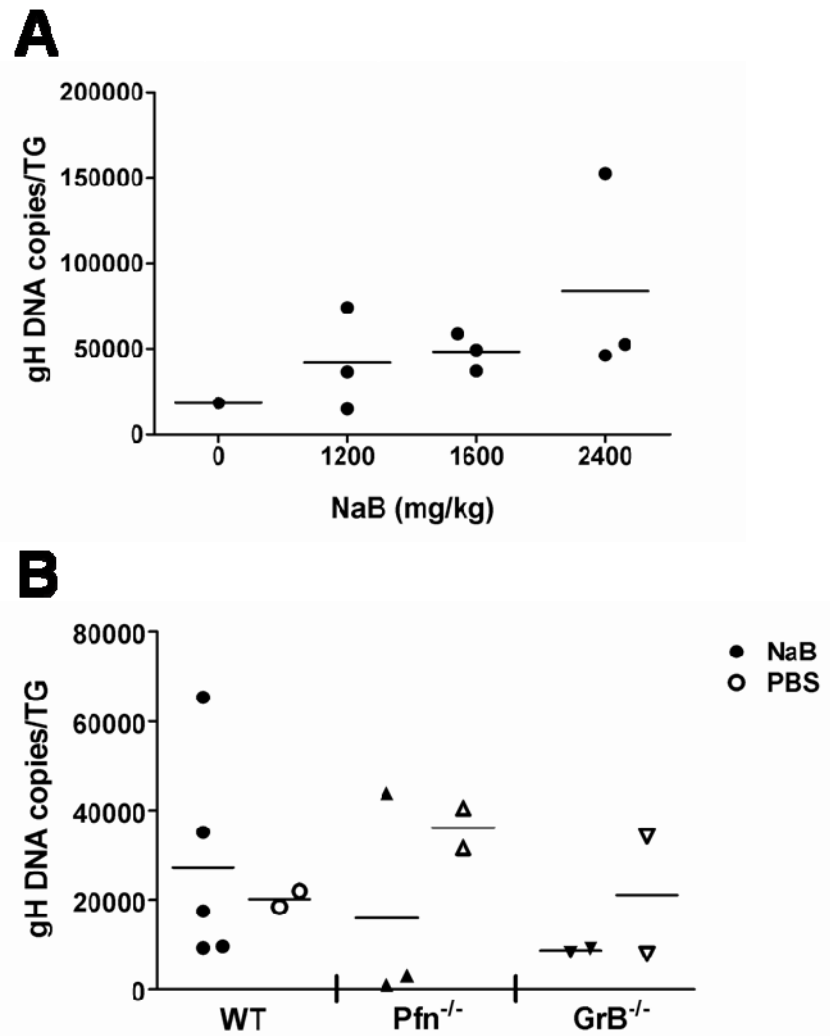 A
gH DNA copies/TG
200000
150000
100000
50000
0
0 1200 1600 2400
NaB (mg/kg)
B
gH DNA copies/TG
80000
60000
40000
20000
0
WT Pfn-/- GrB-/-
NaB
PBS